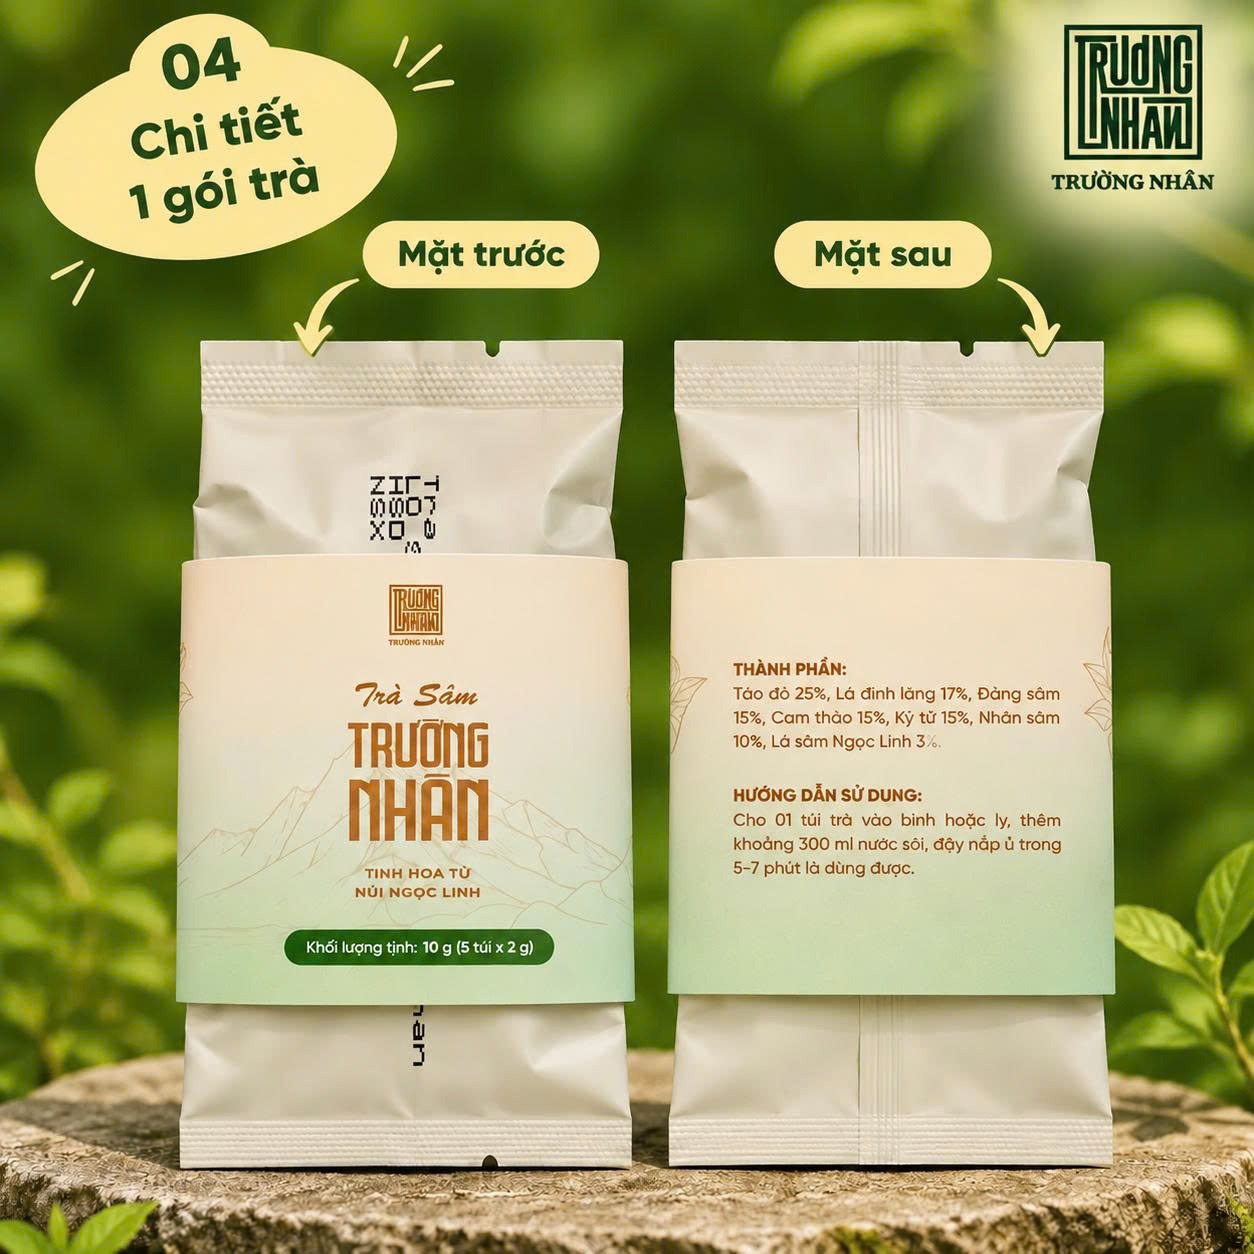 04
Chi tiết
1 gói trà
TRƯỜNG NHÂN
TRƯỜNG NHÂN
Mặt trước
Mặt sau
TRƯỜNG NHÂN
TRƯỜNG NHÂN
Trà Sâm
TRƯỜNG
NHÂN
TINH HOA TỪ
NÚI NGỌC LINH
Khối lượng tịnh: 10 g (5 túi x 2 g)
THÀNH PHẦN:
Táo đỏ 25%, Lá đinh lăng 17%, Đảng sâm
15%, Cam thảo 15%, Kỷ tử 15%, Nhân sâm
10%, Lá sâm Ngọc Linh 3%.
HƯỚNG DẪN SỬ DỤNG:
Cho 01 túi trà vào bình hoặc ly, thêm
khoảng 300 ml nước sôi, đậy nắp ủ trong
5-7 phút là dùng được.